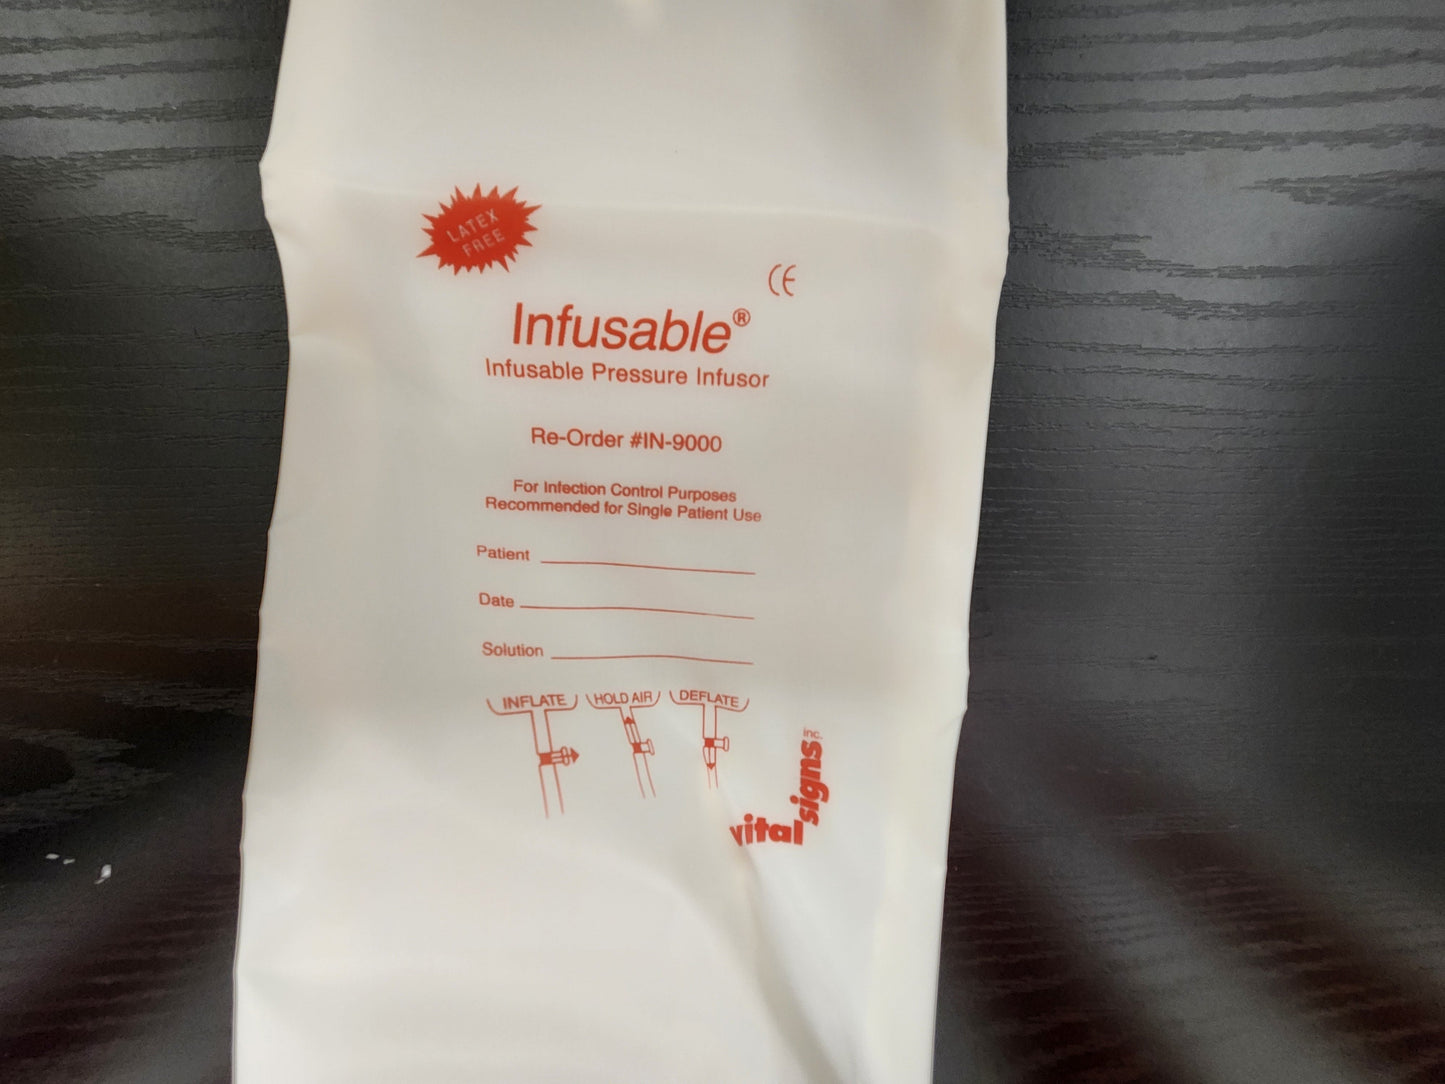 LATEX
FREE
CE
Infusable®
Infusable Pressure Infusor
Re-Order #IN-9000
For Infection Control Purposes
Recommended for Single Patient Use
Patient
Date
Solution
INFLATE HOLD AIR DEFLATE
vital signs inc.